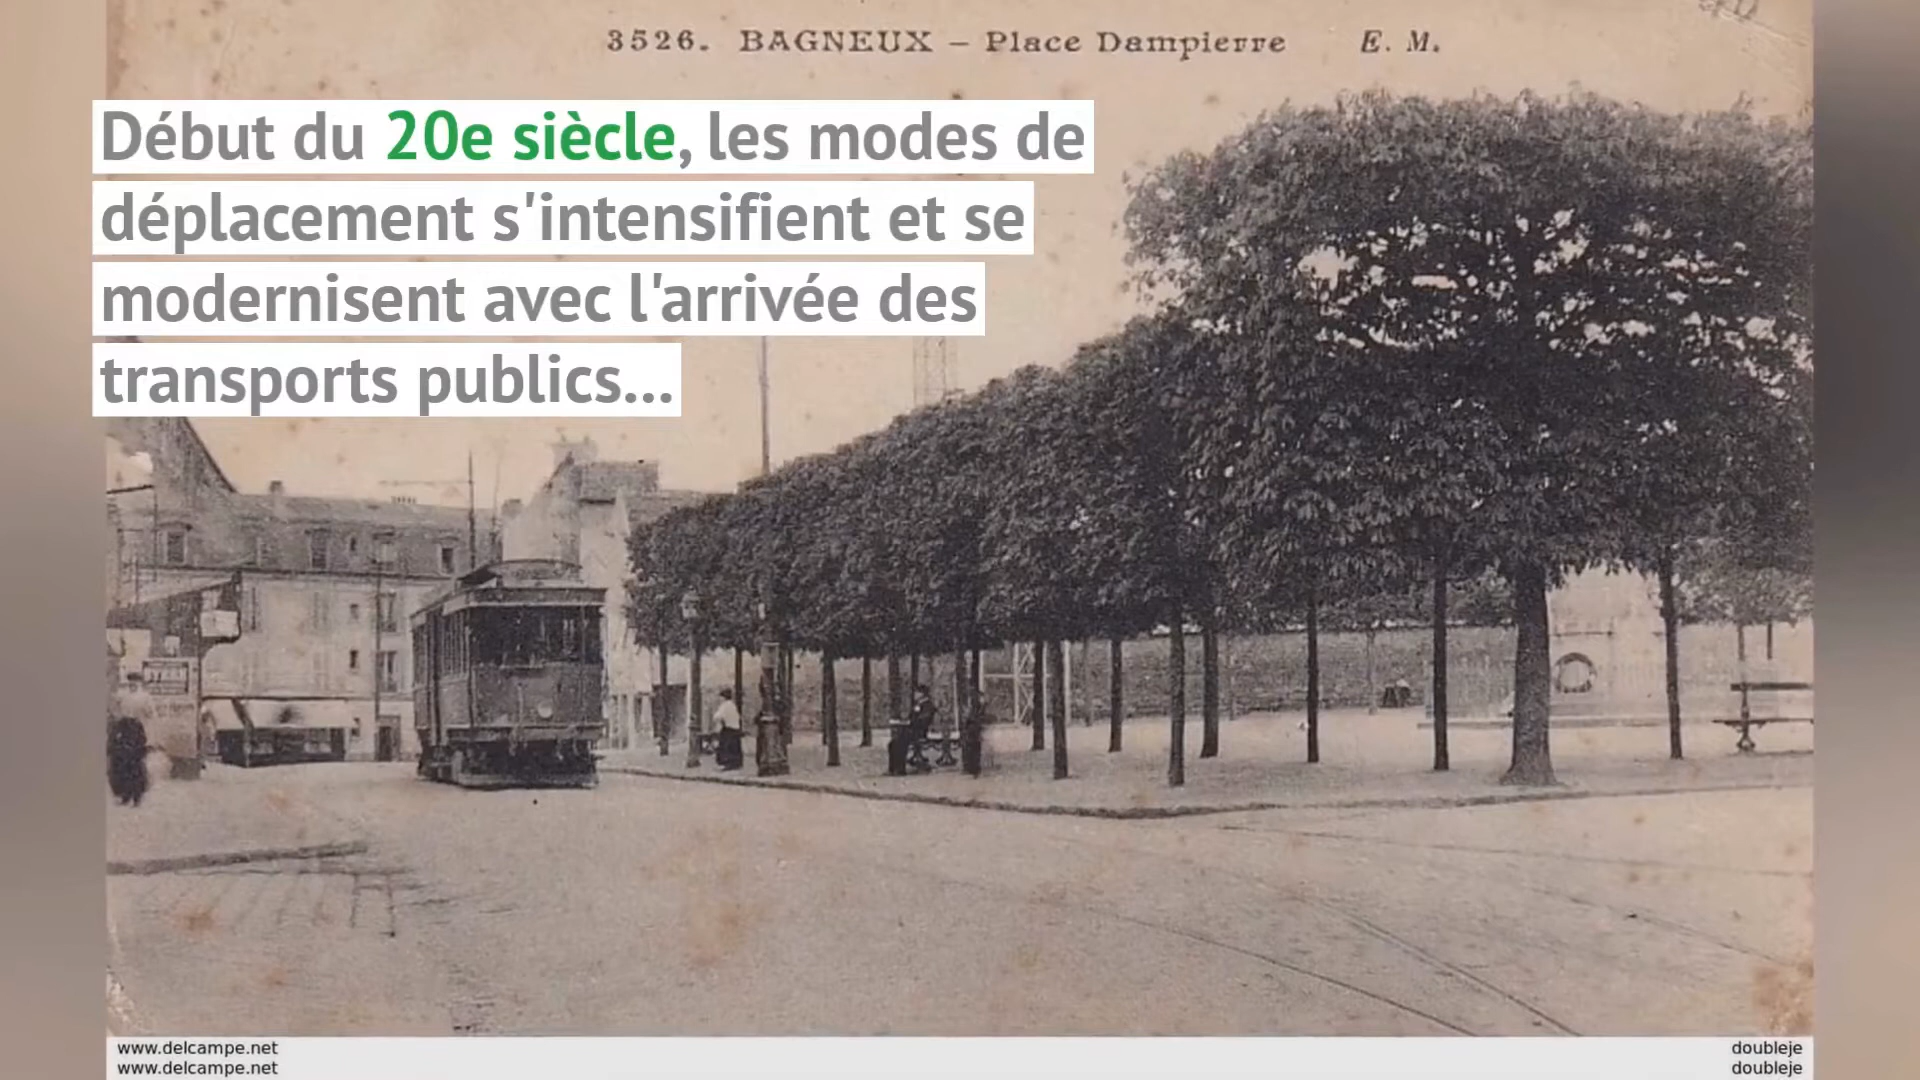 3526. BAGNEUX – Place Dampierre E. M.
Début du 20e siècle, les modes de
déplacement s'intensifient et se
modernisent avec l'arrivée des
transports publics...
www.delcampe.net
www.delcampe.net
doubleje
doubleje